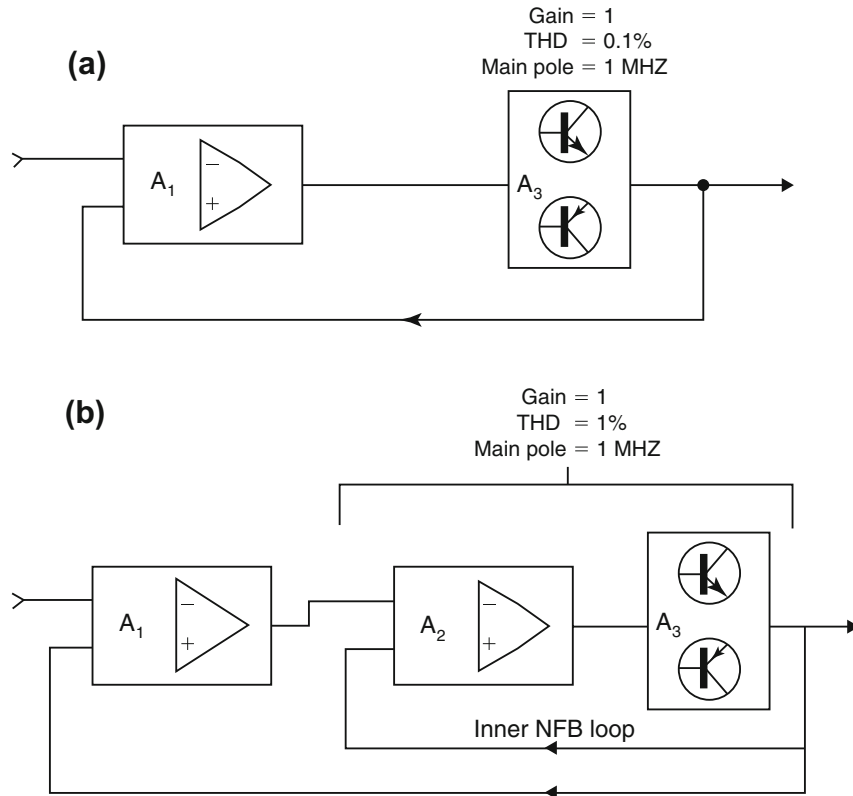 Gain = 1
THD = 0.1%
Main pole = 1 MHZ
(a)
A1
−
+
A3
(b)
Gain = 1
THD = 1%
Main pole = 1 MHZ
A1
−
+
A2
−
+
A3
Inner NFB loop